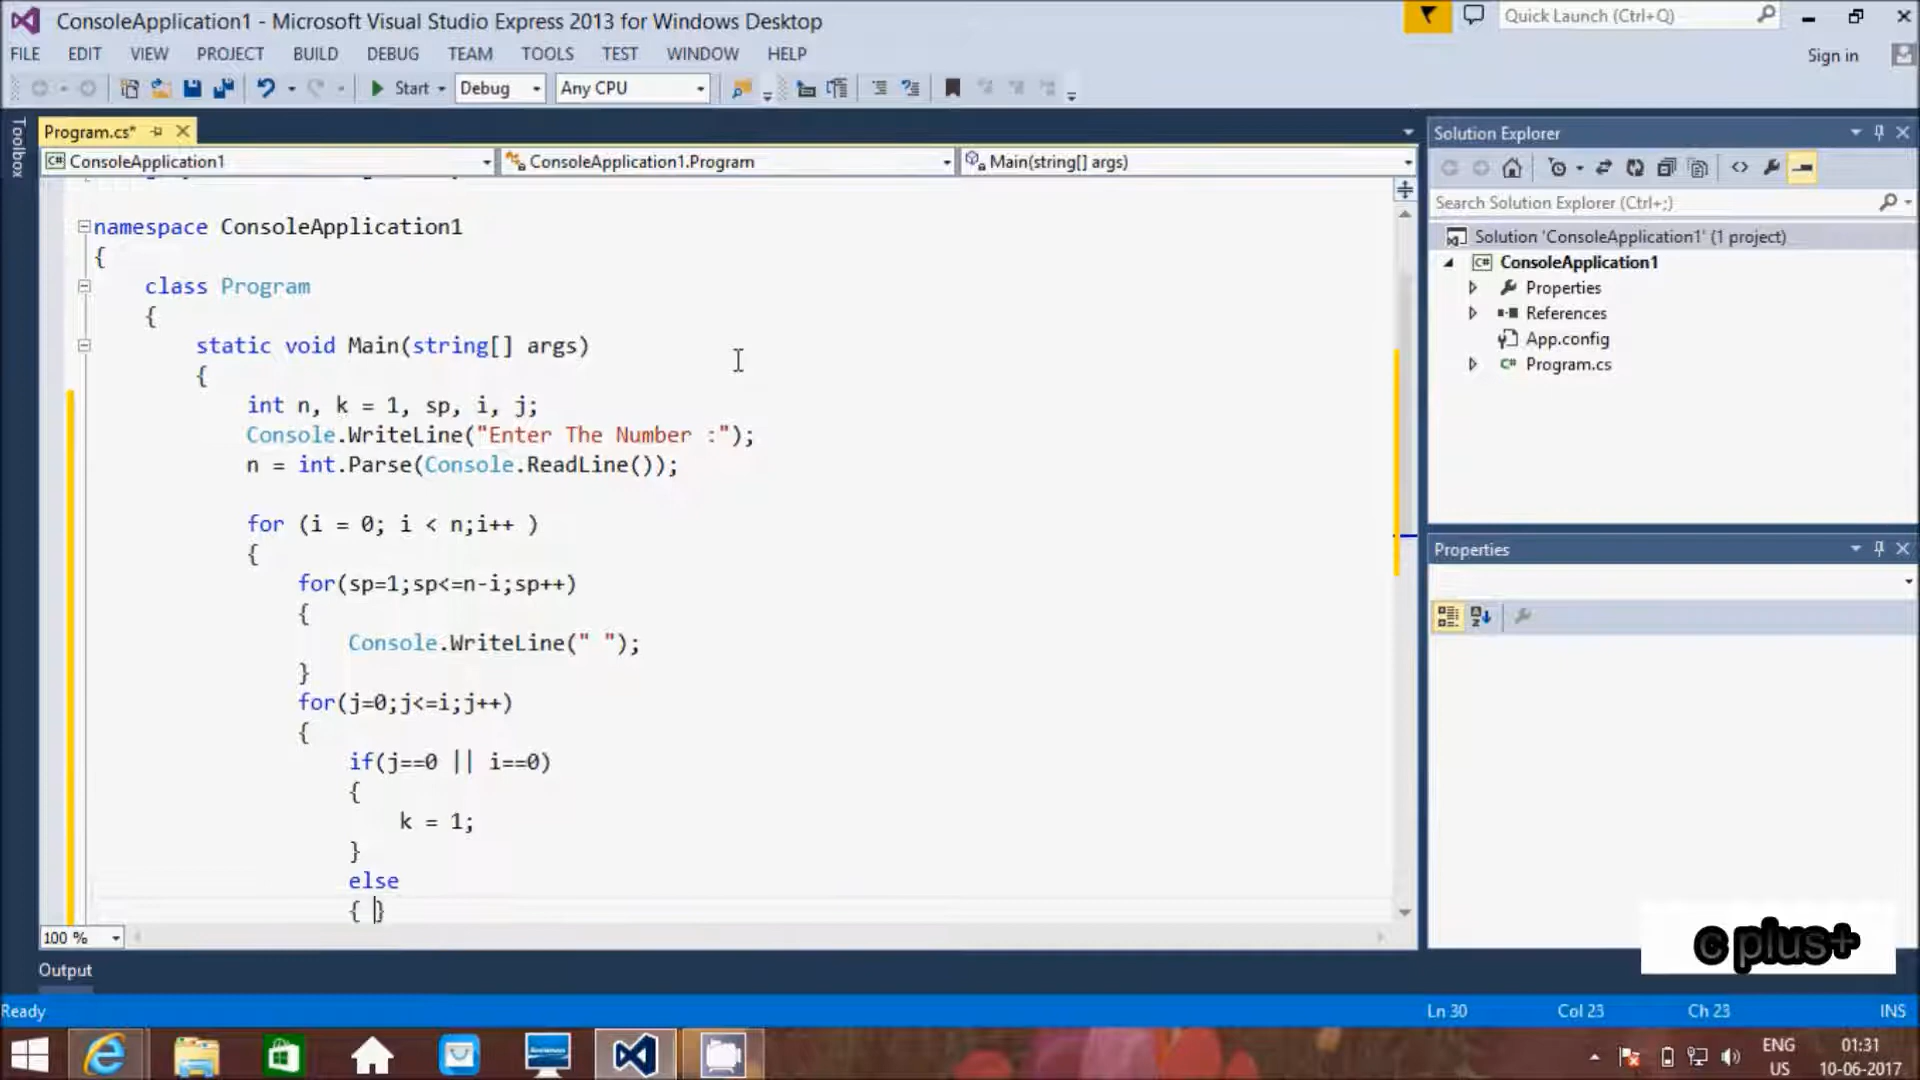 ConsoleApplication1 - Microsoft Visual Studio Express 2013 for Windows Desktop
Quick Launch (Ctrl+Q)
FILE EDIT VIEW PROJECT BUILD DEBUG TEAM TOOLS TEST WINDOW HELP
Sign in
Start Debug Any CPU
Toolbox
Program.cs*
ConsoleApplication1
ConsoleApplication1.Program
Main(string[] args)
namespace ConsoleApplication1
{
class Program
{
static void Main(string[] args)
{
int n, k = 1, sp, i, j;
Console.WriteLine("Enter The Number :");
n = int.Parse(Console.ReadLine());
for (i = 0; i < n;i++ )
{
for(sp=1;sp<=n-i;sp++)
{
Console.WriteLine(" ");
}
for(j=0;j<=i;j++)
{
if(j==0 || i==0)
{
k = 1;
}
else
{ }
100 %
Solution Explorer
Search Solution Explorer (Ctrl+;)
Solution 'ConsoleApplication1' (1 project)
ConsoleApplication1
Properties
References
App.config
Program.cs
Properties
c plus+
Output
Ready
Ln 30 Col 23 Ch 23 INS
ENG
US
01:31
10-06-2017